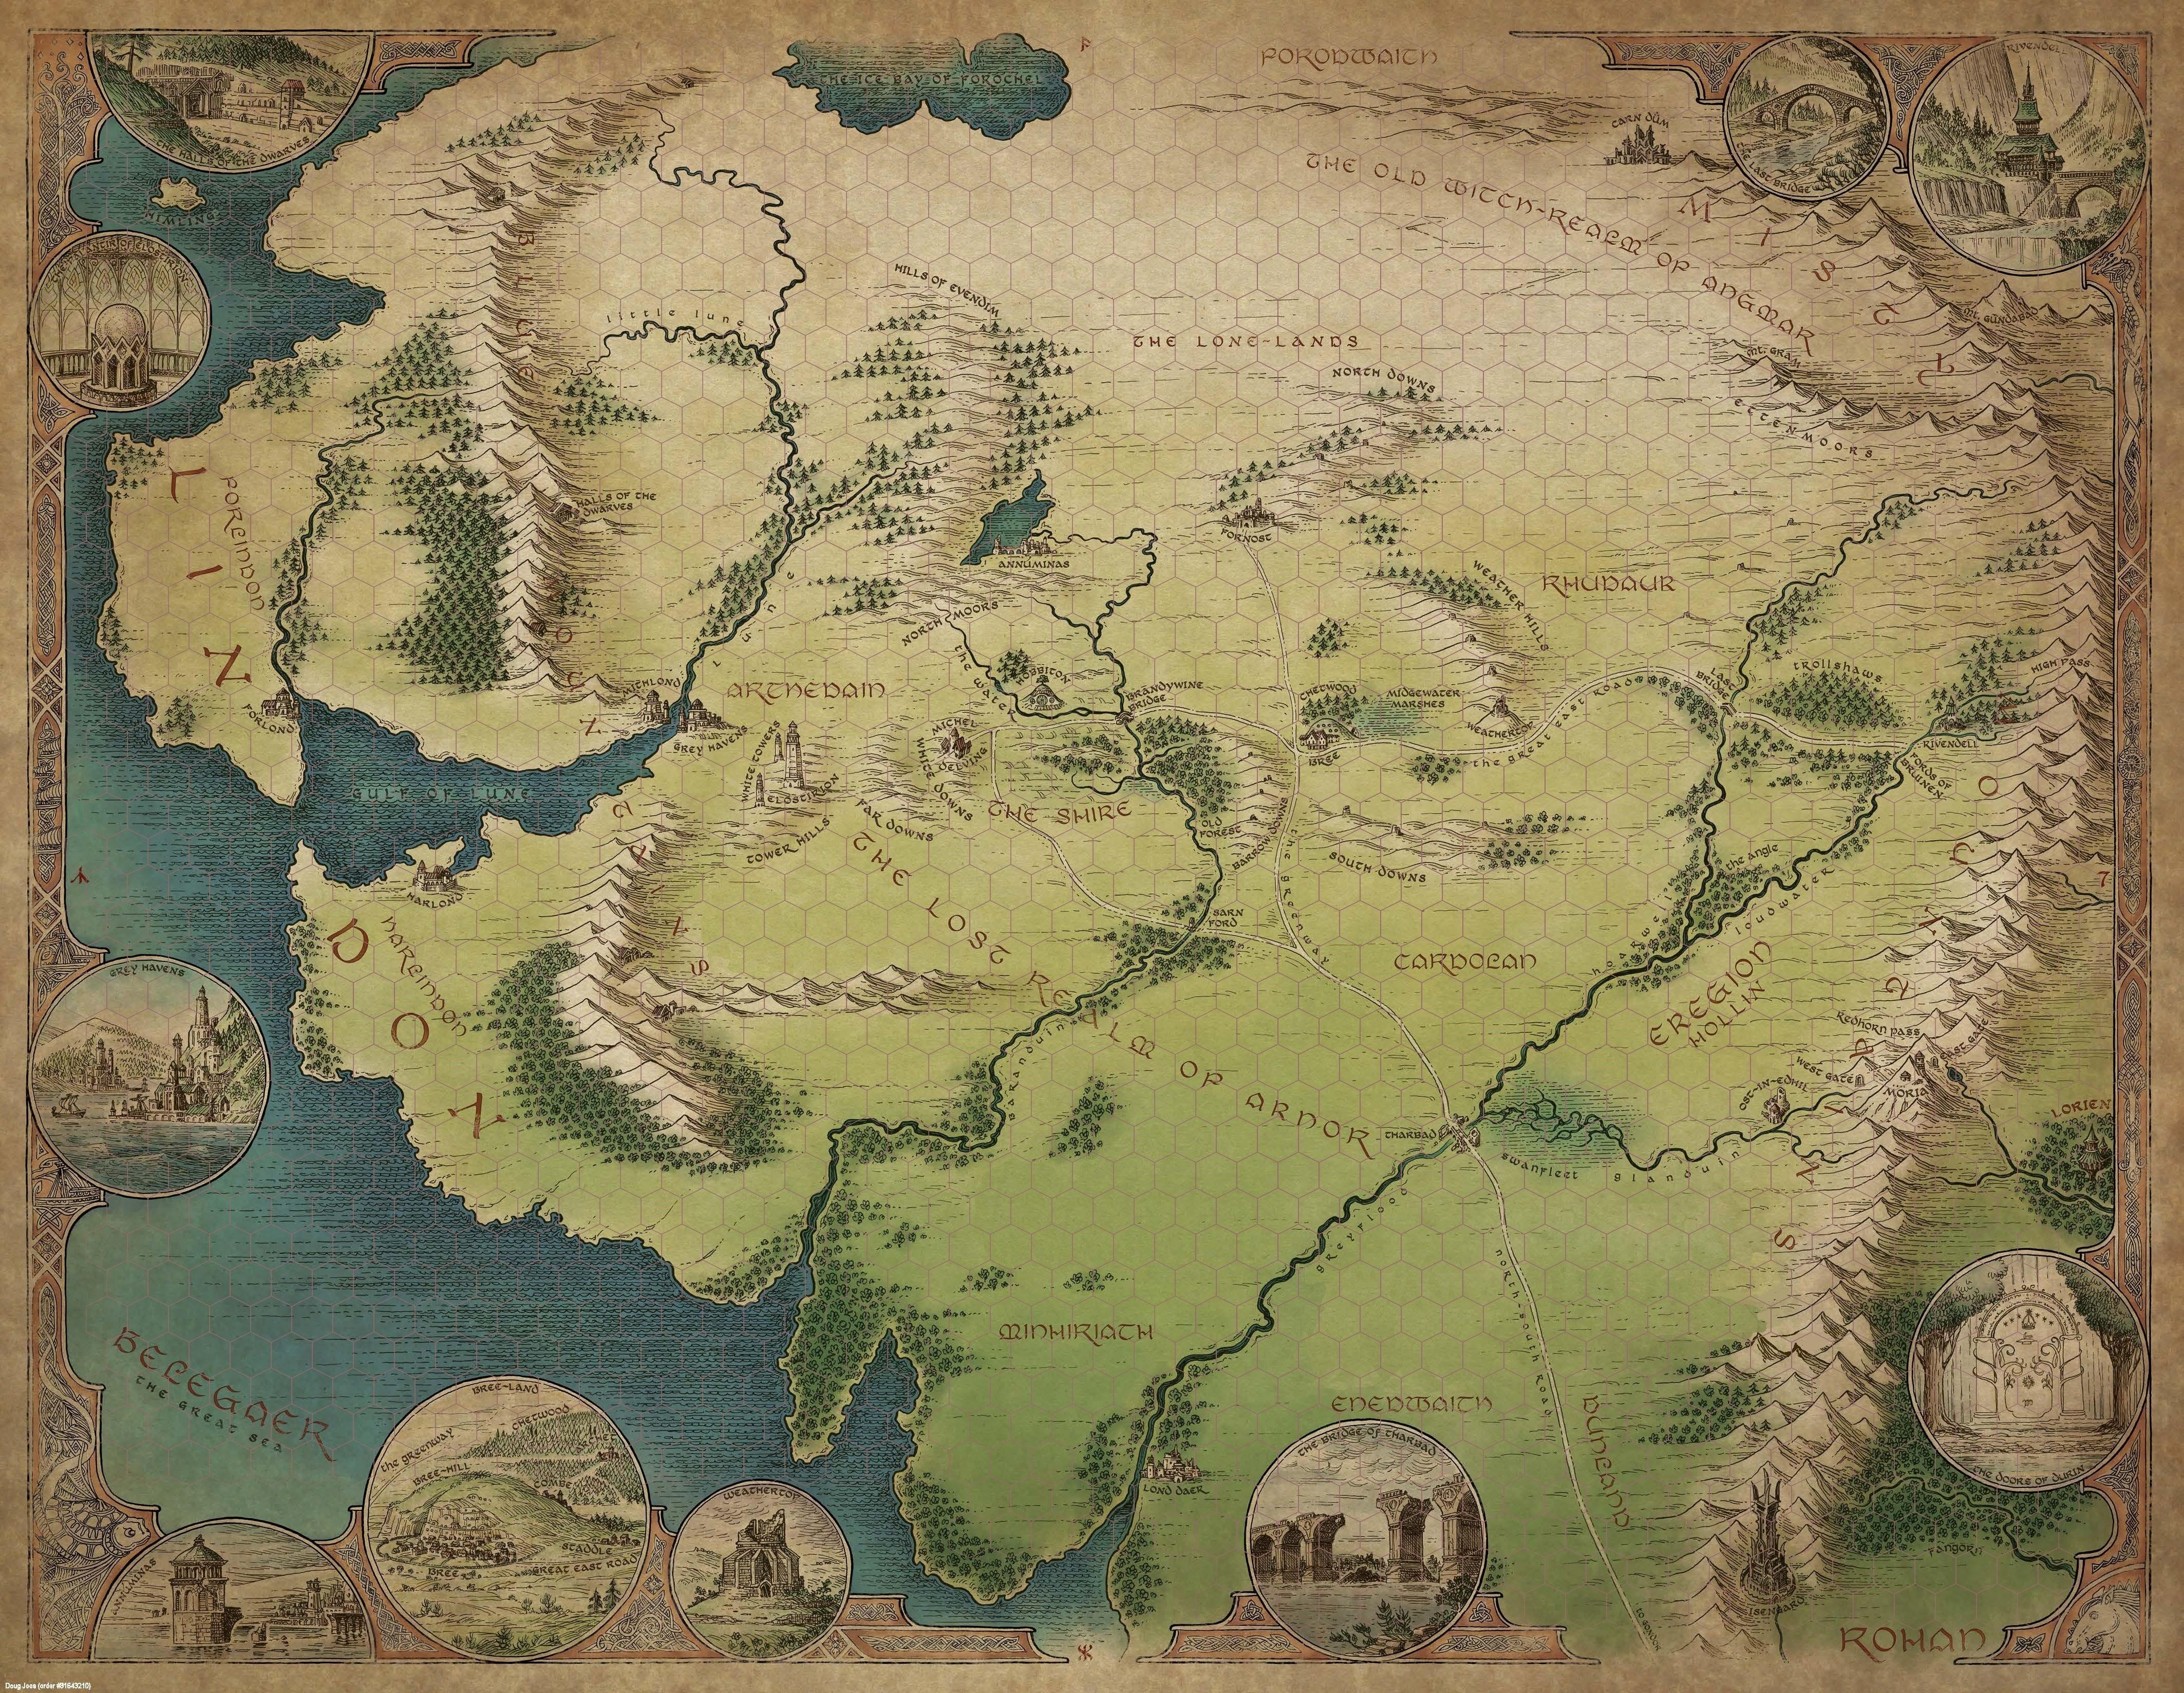 THE HALLS OF THE DWARVES
THE ICE BAY OF FOROCHEL
FORODWAITH
CARN DÛM
THE LAST BRIDGE
RIVENDELL
HIMLING
THE OLD WITCH-REALM OF ANGMAR
MISTY MOUNTAINS
MT. GUNDABAD
MT. GRAM
ETTENMOORS
BLUE MOUNTAINS
HILLS OF EVENDIM
little lune
THE LONE-LANDS
NORTH DOWNS
LINDON
FORLINDON
HALLS OF THE
DWARVES
FORNOST
ANNÚMINAS
lune
NORTH MOORS
the water
HOBBITON
WEATHER HILLS
RHUDAUR
FORLOND
MITHLOND
GREY HAVENS
ARTHEDAIN
WHITE TOWERS
ELOSTIRION
TOWER HILLS
MICHEL
DELVING
WHITE DOWNS
FAR DOWNS
BRANDYWINE
BRIDGE
CHETWOOD
MIDGEWATER
MARSHES
BREE
WEATHERTOP
the great east road
LAST
BRIDGE
trollshaws
HIGH PASS
RIVENDELL
FORDS OF
BRUINEN
GULF OF LUNE
THE SHIRE
OLD
FOREST
BARROW DOWNS
the greenway
SOUTH DOWNS
the angle
loudwater
hoarwell
HARLOND
HARLINDON
THE LOST REALM OF ARNOR
SARN
FORD
CARDOLAN
EREGION
HOLLIN
Redhorn pass
WEST GATE
EAST GATE
MORIA
OST-IN-EDHIL
LORIEN
baranduin
THARBAD
swanfleet
glanduin
greyflood
north-south road
GREY HAVENS
MINHIRIATH
ENEDWAITH
DUNLAND
LOND DAER
BELEGAER
THE GREAT SEA
BREE-LAND
the greenway
CHETWOOD
BREE-HILL
COMBE
STADDLE
BREE
GREAT EAST ROAD
WEATHERTOP
ANNÚMINAS
THE BRIDGE OF THARBAD
THE DOORS OF DURIN
fangorn
ISENGARD
ROHAN
Doug Joos (order #81643210)